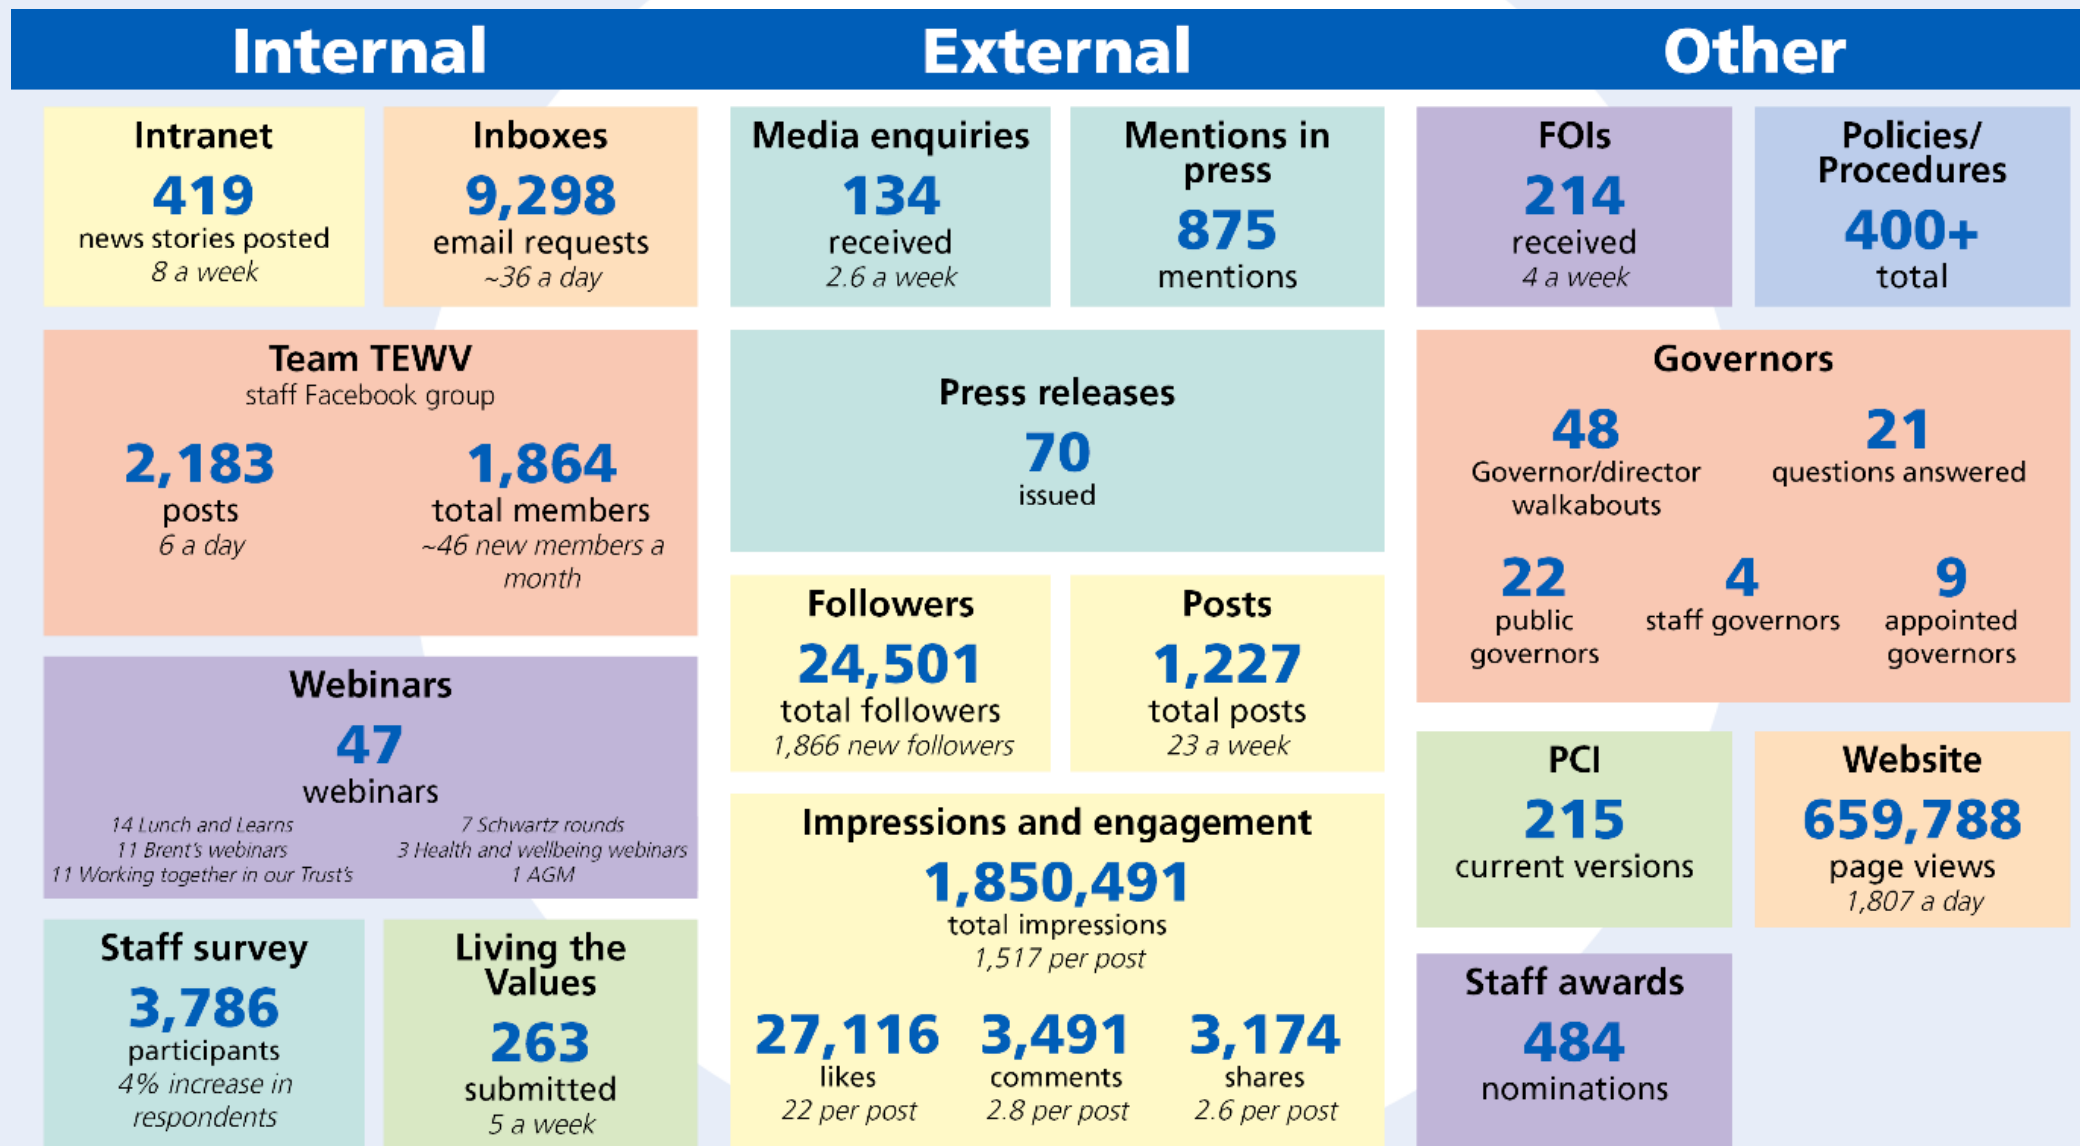 Internal
External
Other
Intranet
419
news stories posted
8 a week
Inboxes
9,298
email requests
~36 a day
Team TEWV
staff Facebook group
2,183
posts
6 a day
1,864
total members
~46 new members a
month
Webinars
47
webinars
14 Lunch and Learns
11 Brent's webinars
11 Working together in our Trust's
7 Schwartz rounds
3 Health and wellbeing webinars
1 AGM
Staff survey
3,786
participants
4% increase in
respondents
Living the
Values
263
submitted
5 a week
Media enquiries
134
received
2.6 a week
Mentions in
press
875
mentions
Press releases
70
issued
Followers
24,501
total followers
1,866 new followers
Posts
1,227
total posts
23 a week
Impressions and engagement
1,850,491
total impressions
1,517 per post
27,116
likes
22 per post
3,491
comments
2.8 per post
3,174
shares
2.6 per post
FOIs
214
received
4 a week
Policies/
Procedures
400+
total
Governors
48
Governor/director
walkabouts
21
questions answered
22
public
governors
4
staff governors
9
appointed
governors
PCI
215
current versions
Website
659,788
page views
1,807 a day
Staff awards
484
nominations